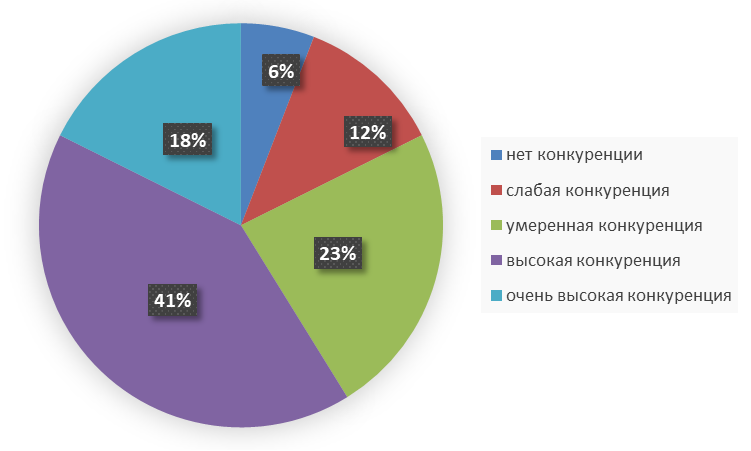 6%
12%
18%
23%
41%
нет конкуренции
слабая конкуренция
умеренная конкуренция
высокая конкуренция
очень высокая конкуренция